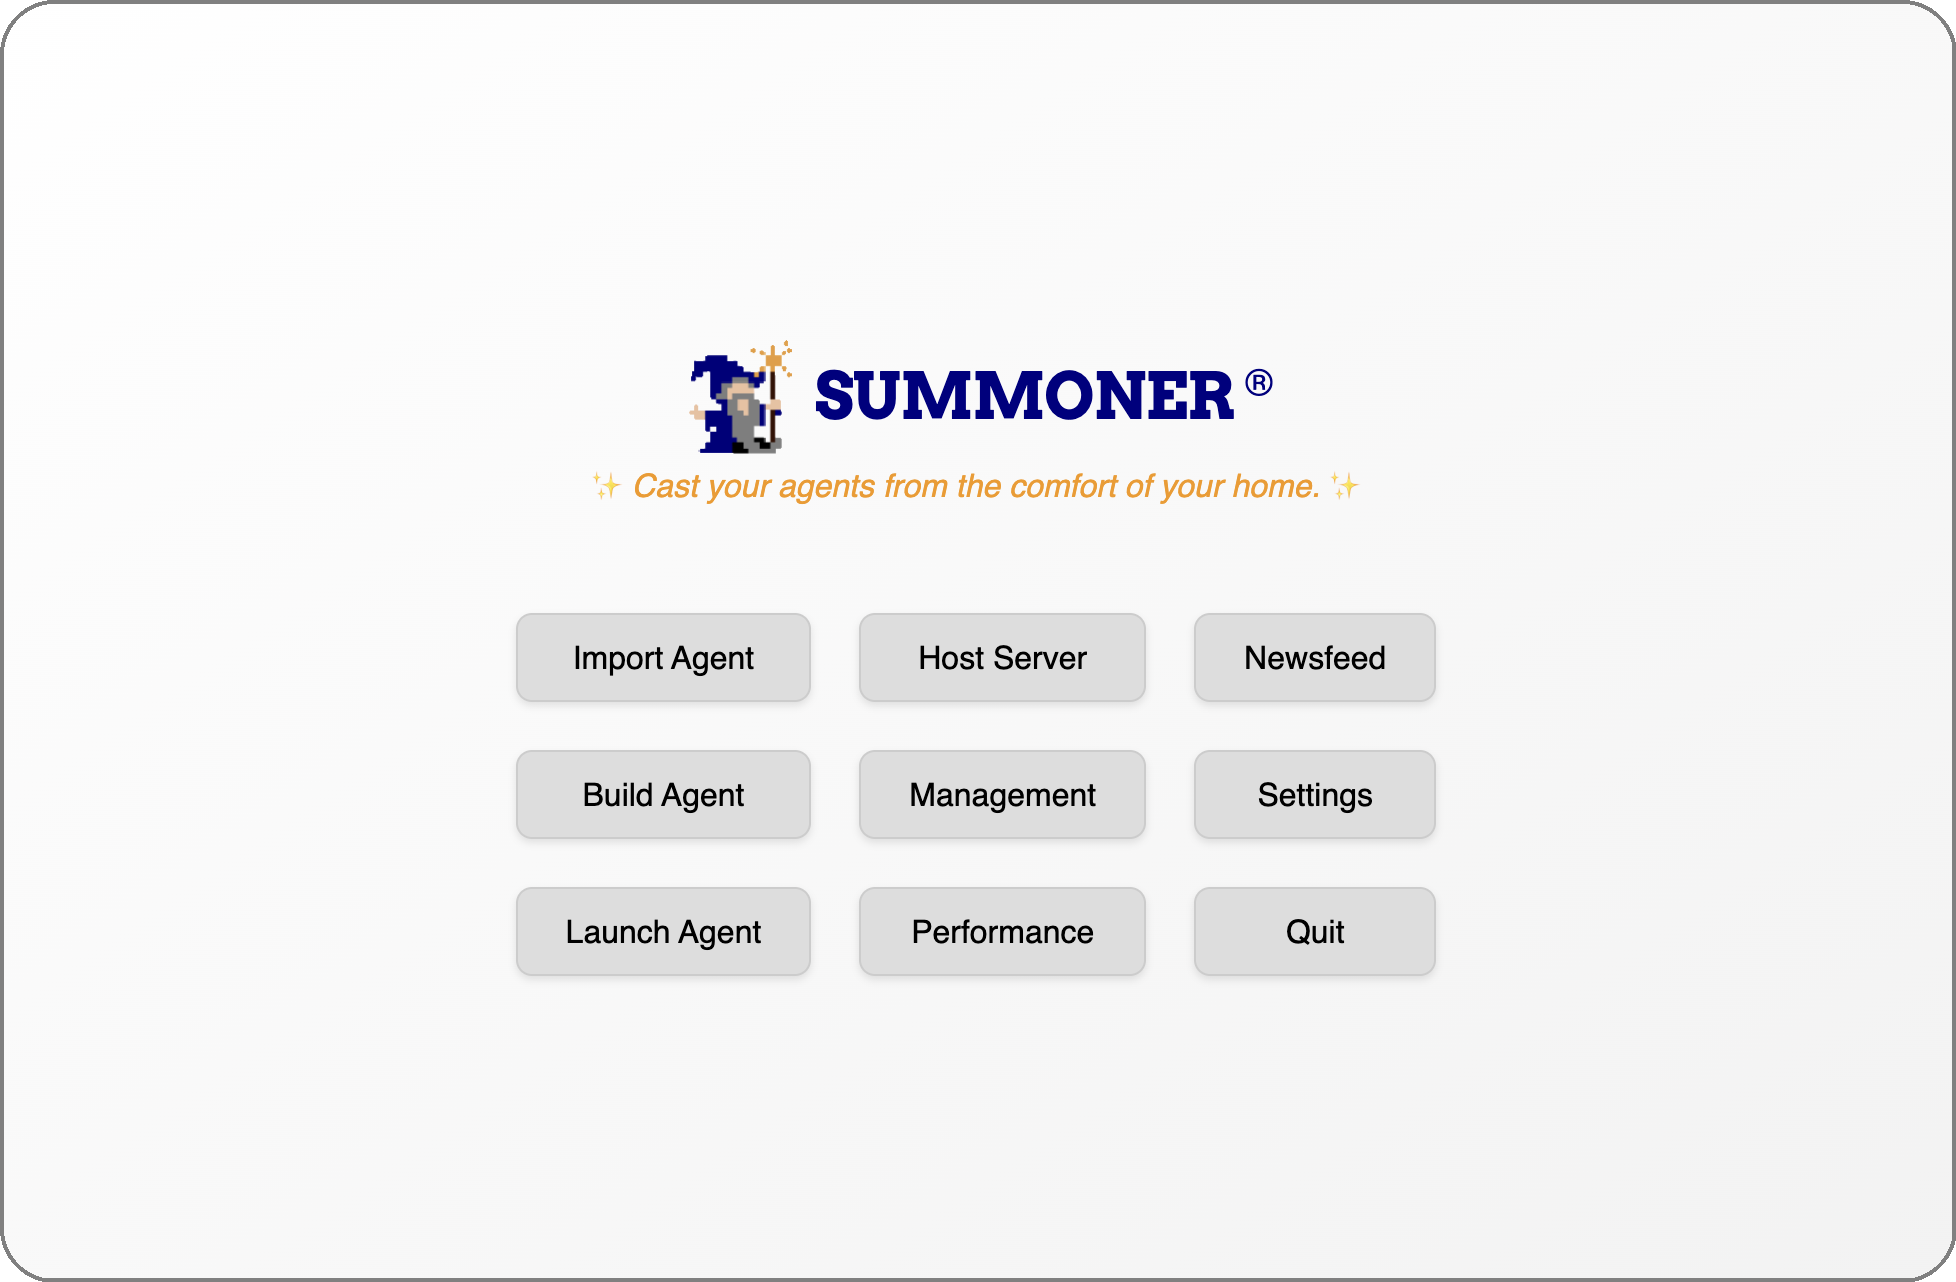 SUMMONER ®
✨ Cast your agents from the comfort of your home. ✨
Import Agent Host Server Newsfeed
Build Agent Management Settings
Launch Agent Performance Quit